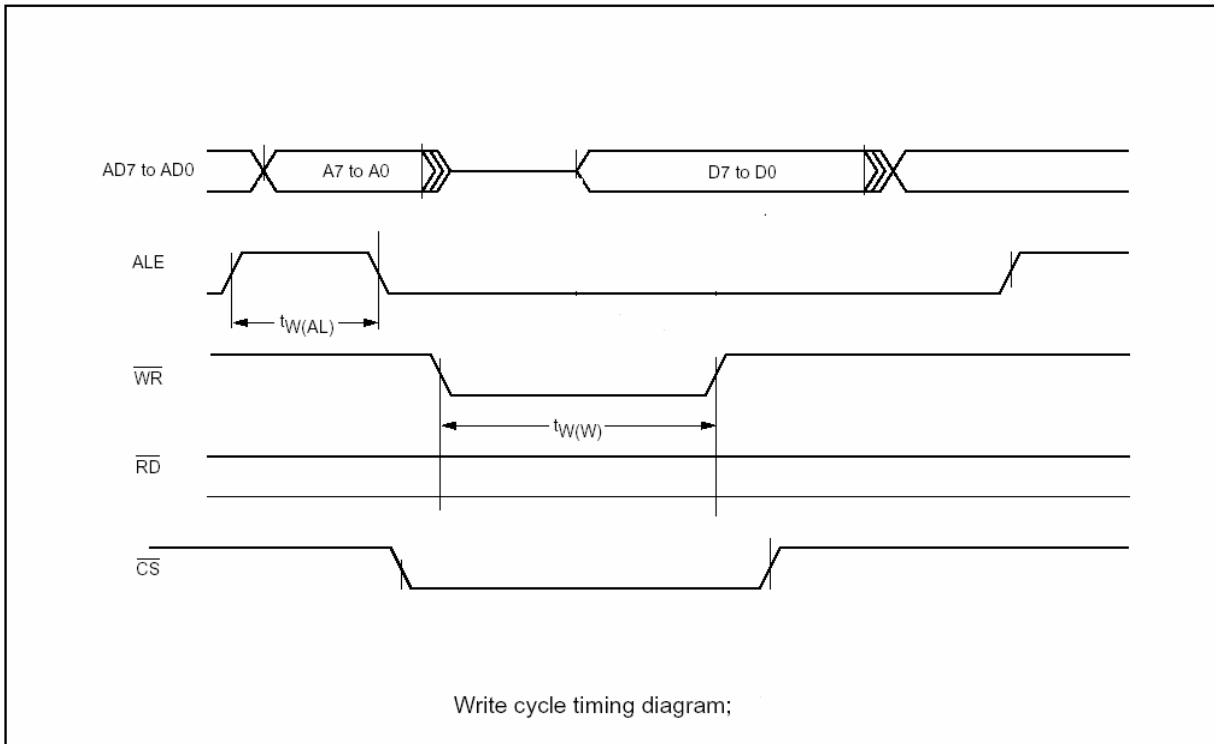 AD7 to AD0
A7 to A0
D7 to D0
ALE
tW(AL)
WR
tW(W)
RD
CS
Write cycle timing diagram;